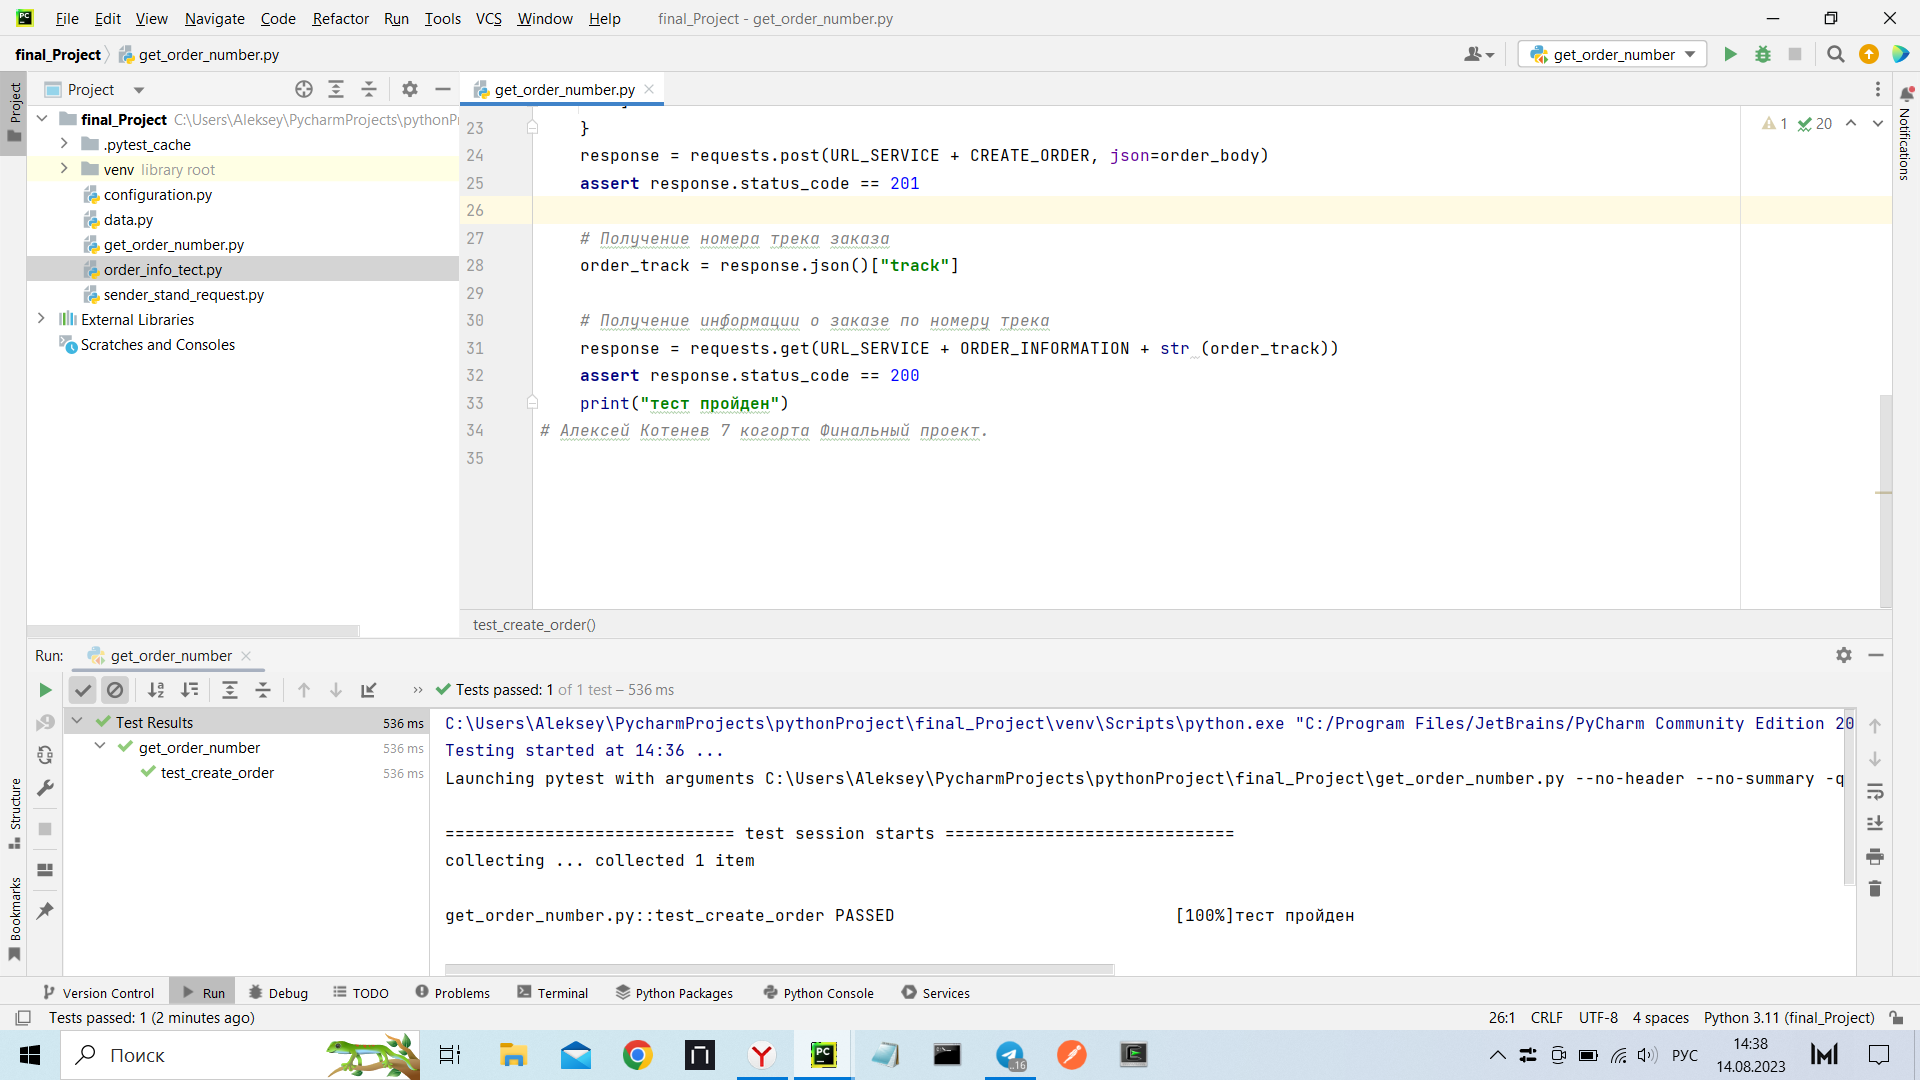 File Edit View Navigate Code Refactor Run Tools VCS Window Help final_Project - get_order_number.py
final_Project get_order_number.py get_order_number
Project get_order_number.py
final_Project C:\Users\Aleksey\PycharmProjects\pythonP
.pytest_cache
venv library root
configuration.py
data.py
get_order_number.py
order_info_tect.py
sender_stand_request.py
External Libraries
Scratches and Consoles
Project
Structure
Bookmarks
Notifications
1 20
23 }
24 response = requests.post(URL_SERVICE + CREATE_ORDER, json=order_body)
25 assert response.status_code == 201
26
27 # Получение номера трека заказа
28 order_track = response.json()["track"]
29
30 # Получение информации о заказе по номеру трека
31 response = requests.get(URL_SERVICE + ORDER_INFORMATION + str (order_track))
32 assert response.status_code == 200
33 print("тест пройден")
34 # Алексей Котенев 7 когорта Финальный проект.
35
test_create_order()
Run: get_order_number
Tests passed: 1 of 1 test – 536 ms
Test Results 536 ms
get_order_number 536 ms
test_create_order 536 ms
C:\Users\Aleksey\PycharmProjects\pythonProject\final_Project\venv\Scripts\python.exe "C:/Program Files/JetBrains/PyCharm Community Edition 20
Testing started at 14:36 ...
Launching pytest with arguments C:\Users\Aleksey\PycharmProjects\pythonProject\final_Project\get_order_number.py --no-header --no-summary -q
============================= test session starts =============================
collecting ... collected 1 item
get_order_number.py::test_create_order PASSED [100%]тест пройден
Version Control Run Debug TODO Problems Terminal Python Packages Python Console Services
Tests passed: 1 (2 minutes ago) 26:1 CRLF UTF-8 4 spaces Python 3.11 (final_Project)
Поиск
16
РУС
14:38
14.08.2023